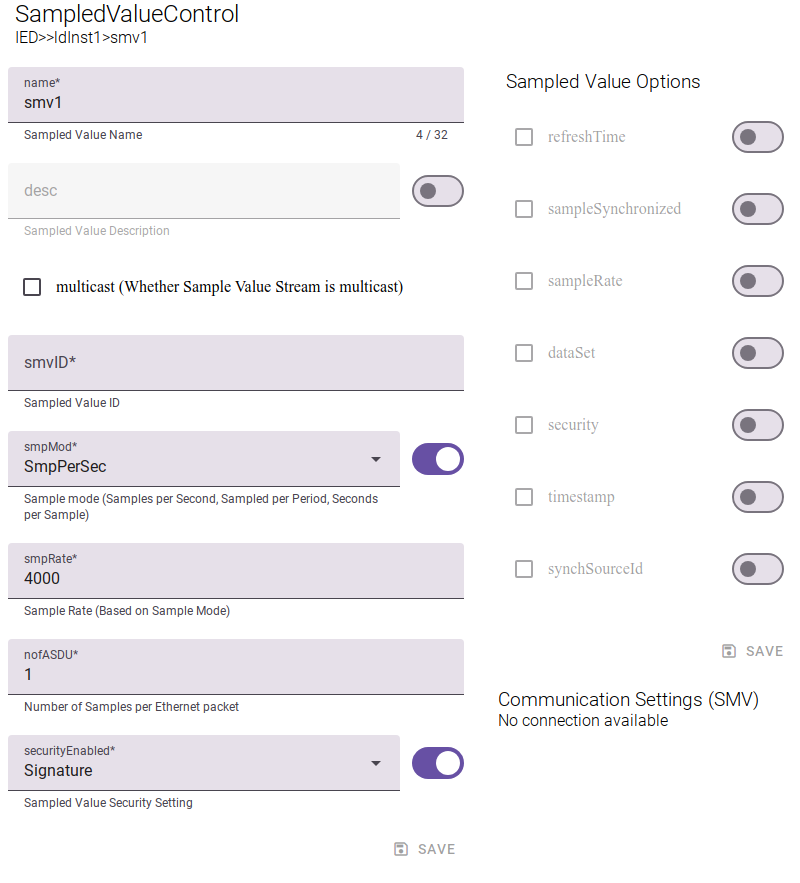 SampledValueControl
IED>>IdInst1>smv1
name*
smv1
Sampled Value Name
4 / 32
desc
Sampled Value Description
multicast (Whether Sample Value Stream is multicast)
smvID*
Sampled Value ID
smpMod*
SmpPerSec
Sample mode (Samples per Second, Sampled per Period, Seconds
per Sample)
smpRate*
4000
Sample Rate (Based on Sample Mode)
nofASDU*
1
Number of Samples per Ethernet packet
securityEnabled*
Signature
Sampled Value Security Setting
SAVE
Sampled Value Options
refreshTime
sampleSynchronized
sampleRate
dataSet
security
timestamp
synchSourceId
SAVE
Communication Settings (SMV)
No connection available